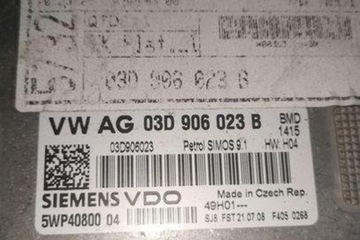 03D 906 023 B
VW AG 03D 906 023 B BMD
1415
03D906023 Petrol SIMOS 9.1 HW: H04
SIEMENS VDO Made in Czech Rep.
49H01---
5WP40800 04 SJ8 FST 21.07.08 F405 0268